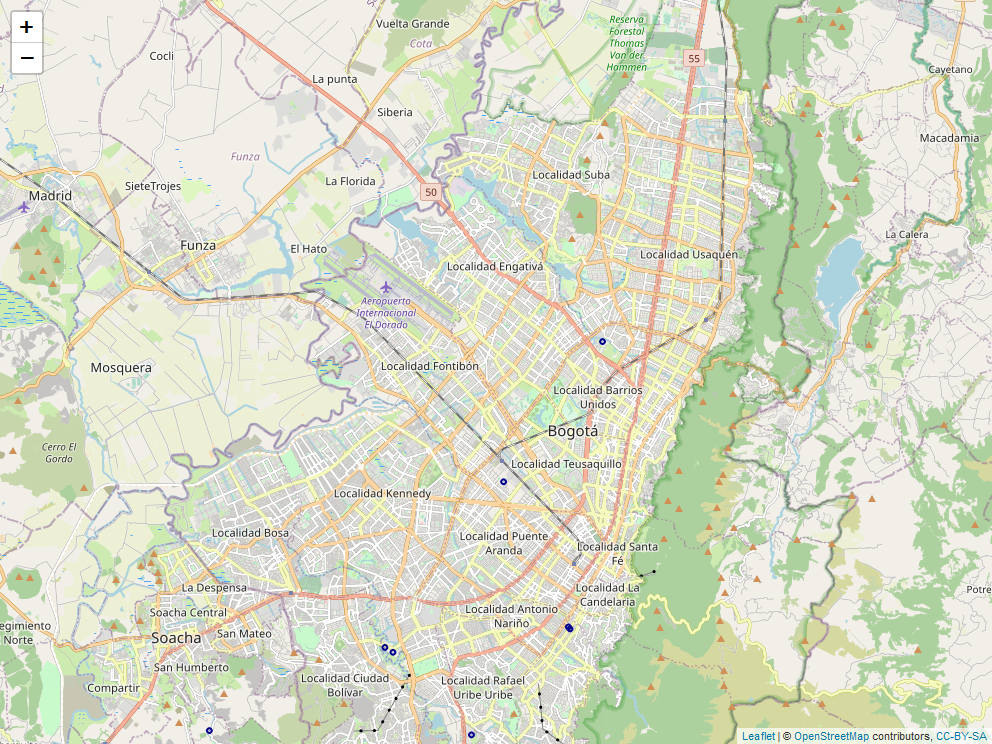 +
−
Vuelta Grande
Cota
Cocli
La punta
Siberia
Reserva
Forestal
Thomas
Van der
Hammen
55
Cayetano
Macadamia
Funza
La Florida
SieteTrojes
Madrid
50
Localidad Suba
La Calera
Funza
El Hato
Localidad Usaquén
Localidad Engativá
Aeropuerto
Internacional
El Dorado
Mosquera
Localidad Fontibón
Localidad Barrios
Unidos
Bogotá
Cerro El
Gordo
Localidad Teusaquillo
Localidad Kennedy
Localidad Bosa
Localidad Puente
Aranda
Localidad Santa
Fé
La Despensa
Localidad La
Candelaria
Potre
Soacha Central
Localidad Antonio
Nariño
egimiento
Norte
Soacha
San Mateo
San Humberto
Localidad Ciudad
Bolívar
Localidad Rafael
Uribe Uribe
Compartir
Leaflet | © OpenStreetMap contributors, CC-BY-SA